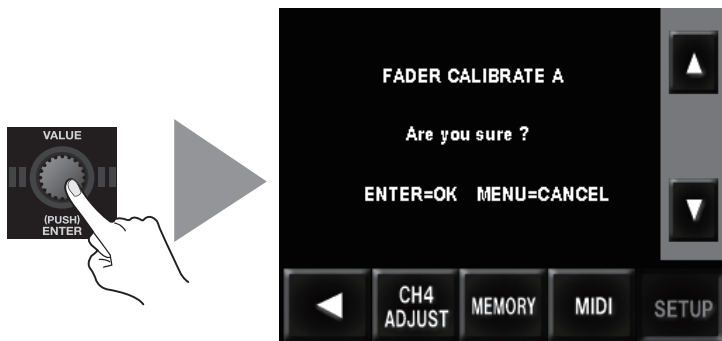 VALUE
(PUSH)
ENTER
FADER CALIBRATE A
Are you sure ?
ENTER=OK MENU=CANCEL
CH4
ADJUST
MEMORY
MIDI
SETUP